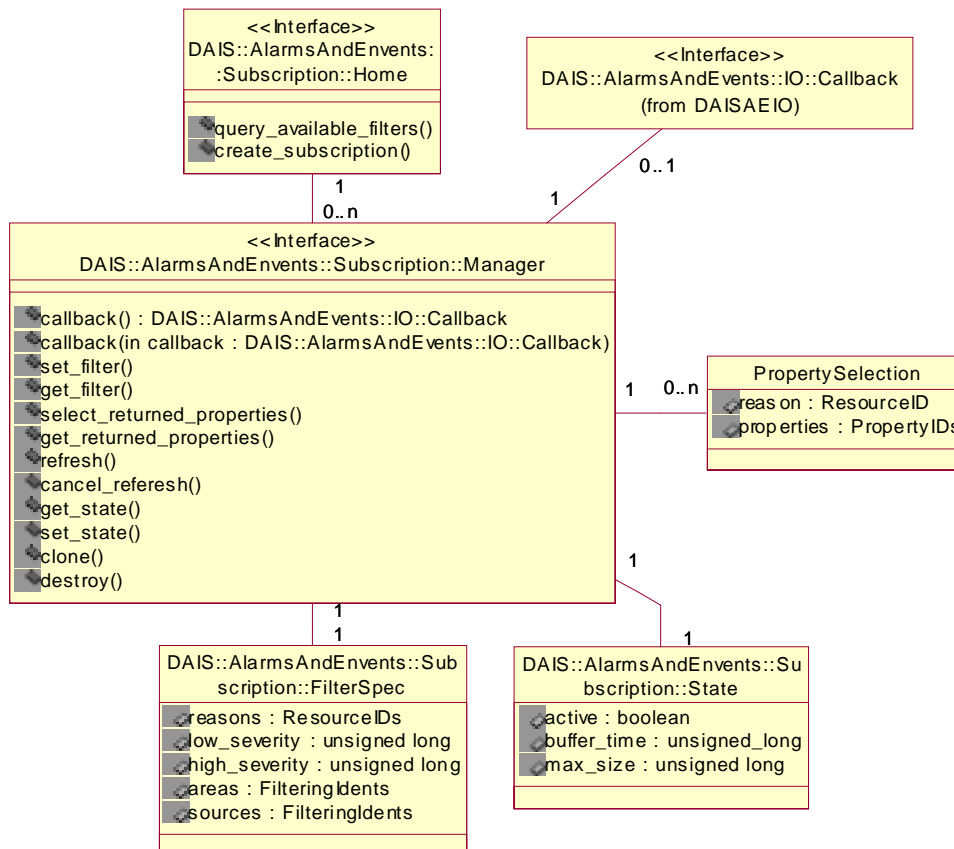 <<Interface>>
DAIS::AlarmsAndEnvents:
:Subscription::Home
query_available_filters()
create_subscription()
<<Interface>>
DAIS::AlarmsAndEvents::IO::Callback
(from DAISAEIO)
1
0..n
1
0..1
<<Interface>>
DAIS::AlarmsAndEnvents::Subscription::Manager
callback() : DAIS::AlarmsAndEvents::IO::Callback
callback(in callback : DAIS::AlarmsAndEvents::IO::Callback)
set_filter()
get_filter()
select_returned_properties()
get_returned_properties()
refresh()
cancel_referesh()
get_state()
set_state()
clone()
destroy()
1
0..n
PropertySelection
reason : ResourceID
properties : PropertyIDs
1
1
1
1
DAIS::AlarmsAndEnvents::Sub
scription::FilterSpec
reasons : ResourceIDs
low_severity : unsigned long
high_severity : unsigned long
areas : FilteringIdents
sources : FilteringIdents
DAIS::AlarmsAndEnvents::Su
bscription::State
active : boolean
buffer_time : unsigned_long
max_size : unsigned long